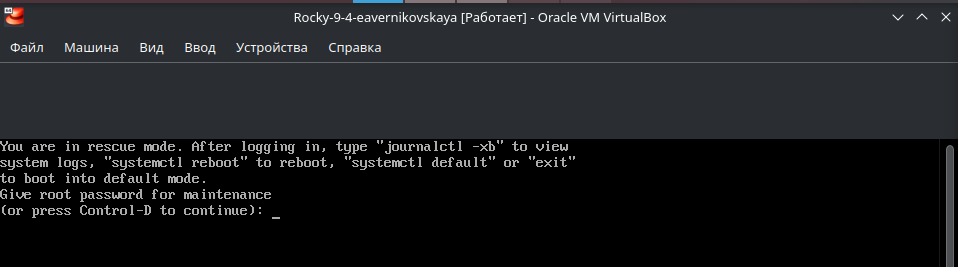 Rocky-9-4-eavernikovskaya [Работает] - Oracle VM VirtualBox
Файл Машина Вид Ввод Устройства Справка
You are in rescue mode. After logging in, type "journalctl -xb" to view
system logs, "systemctl reboot" to reboot, "systemctl default" or "exit"
to boot into default mode.
Give root password for maintenance
(or press Control-D to continue): _